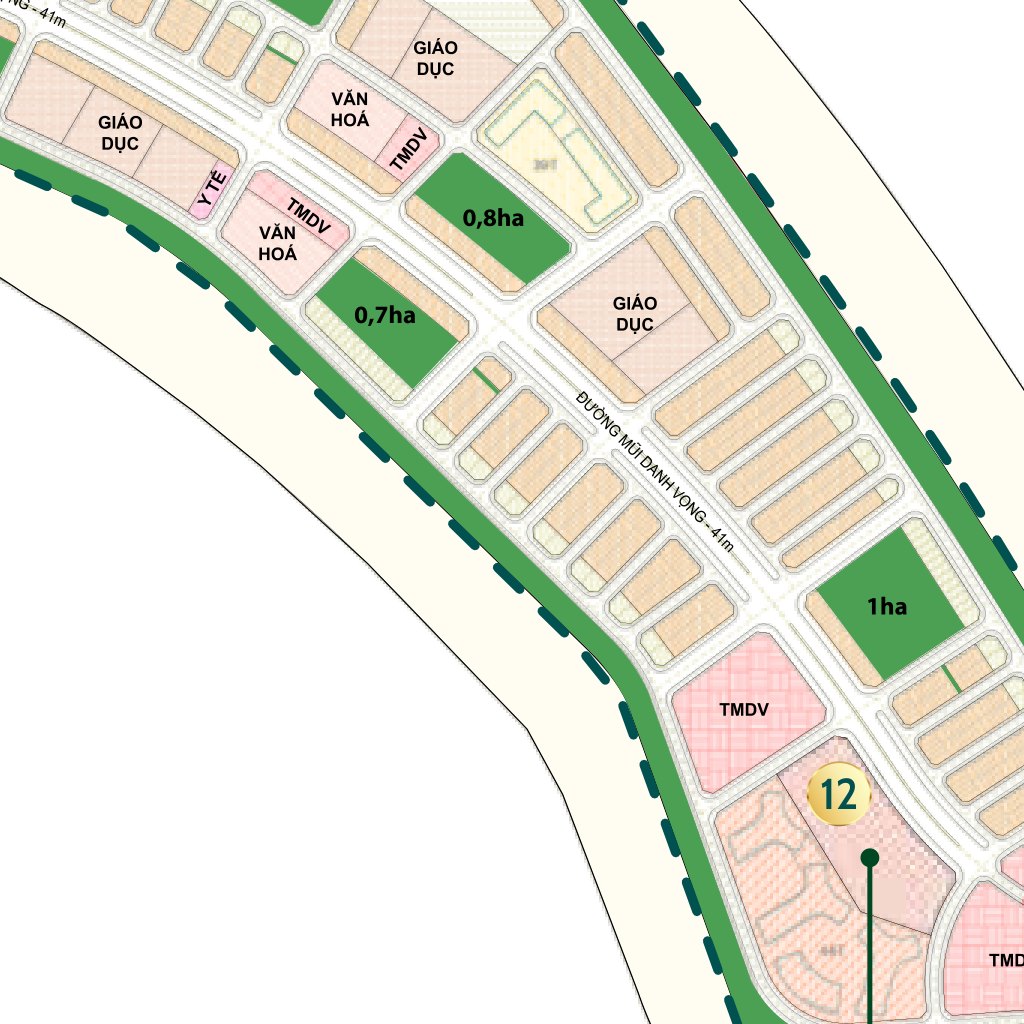 NG - 41m
GIÁO
DỤC
VĂN
HOÁ
TMDV
GIÁO
DỤC
Y TẾ
TMDV
VĂN
HOÁ
0,8ha
0,7ha
GIÁO
DỤC
ĐƯỜNG MŨI DANH VỌNG - 41m
1ha
TMDV
12
TMD